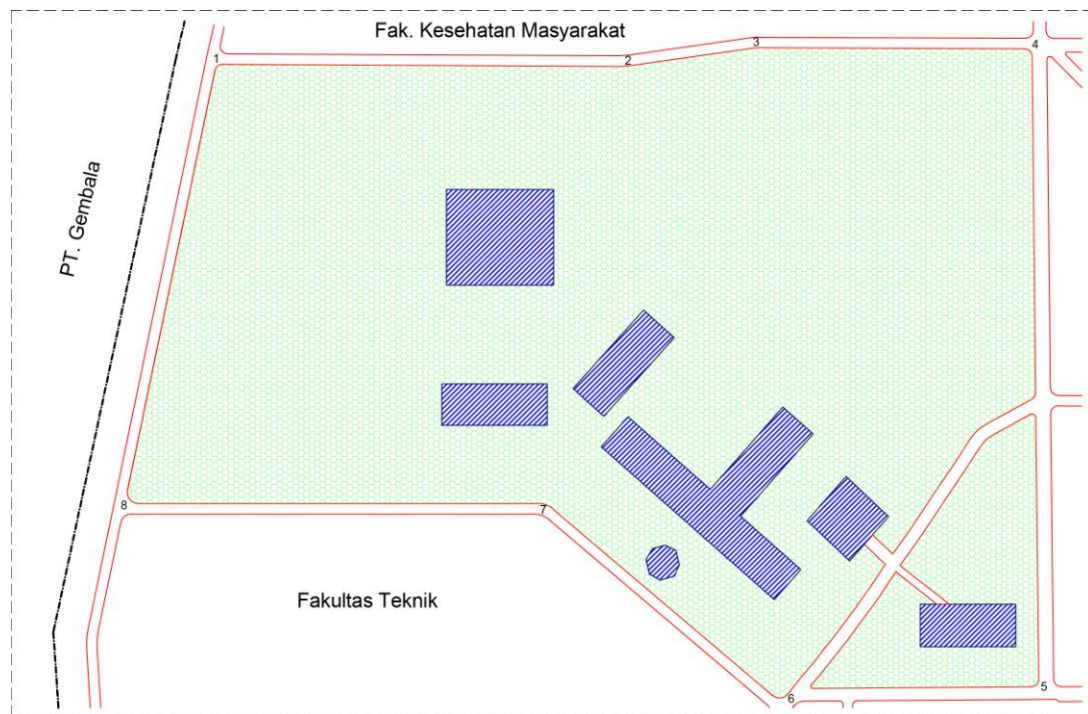 Fak. Kesehatan Masyarakat
1
2
3
4
PT. Gembala
8
7
Fakultas Teknik
6
5